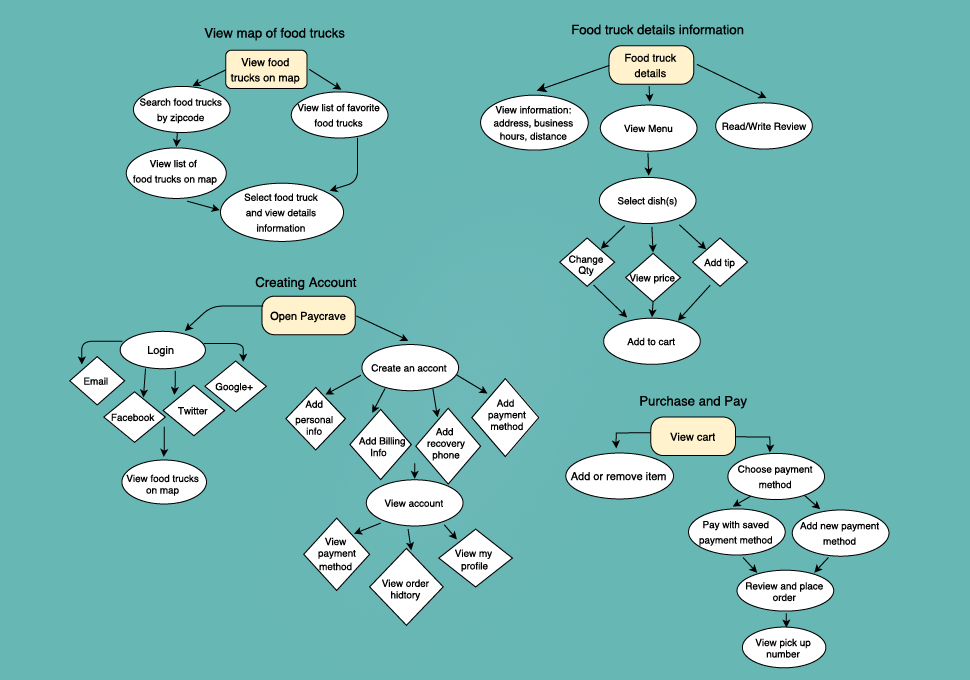 View map of food trucks
View food
trucks on map
Search food trucks
by zipcode
View list of favorite
food trucks
View list of
food trucks on map
Select food truck
and view details
information
Food truck details information
Food truck
details
View information:
address, business
hours, distance
View Menu
Read/Write Review
Select dish(s)
Change
Qty
View price
Add tip
Add to cart
Creating Account
Open Paycrave
Login
Email
Facebook
Twitter
Google+
View food trucks
on map
Create an accont
Add
personal
info
Add Billing
Info
Add
recovery
phone
Add
payment
method
View account
View
payment
method
View order
hidtory
View my
profile
Purchase and Pay
View cart
Add or remove item
Choose payment
method
Pay with saved
payment method
Add new payment
method
Review and place
order
View pick up
number